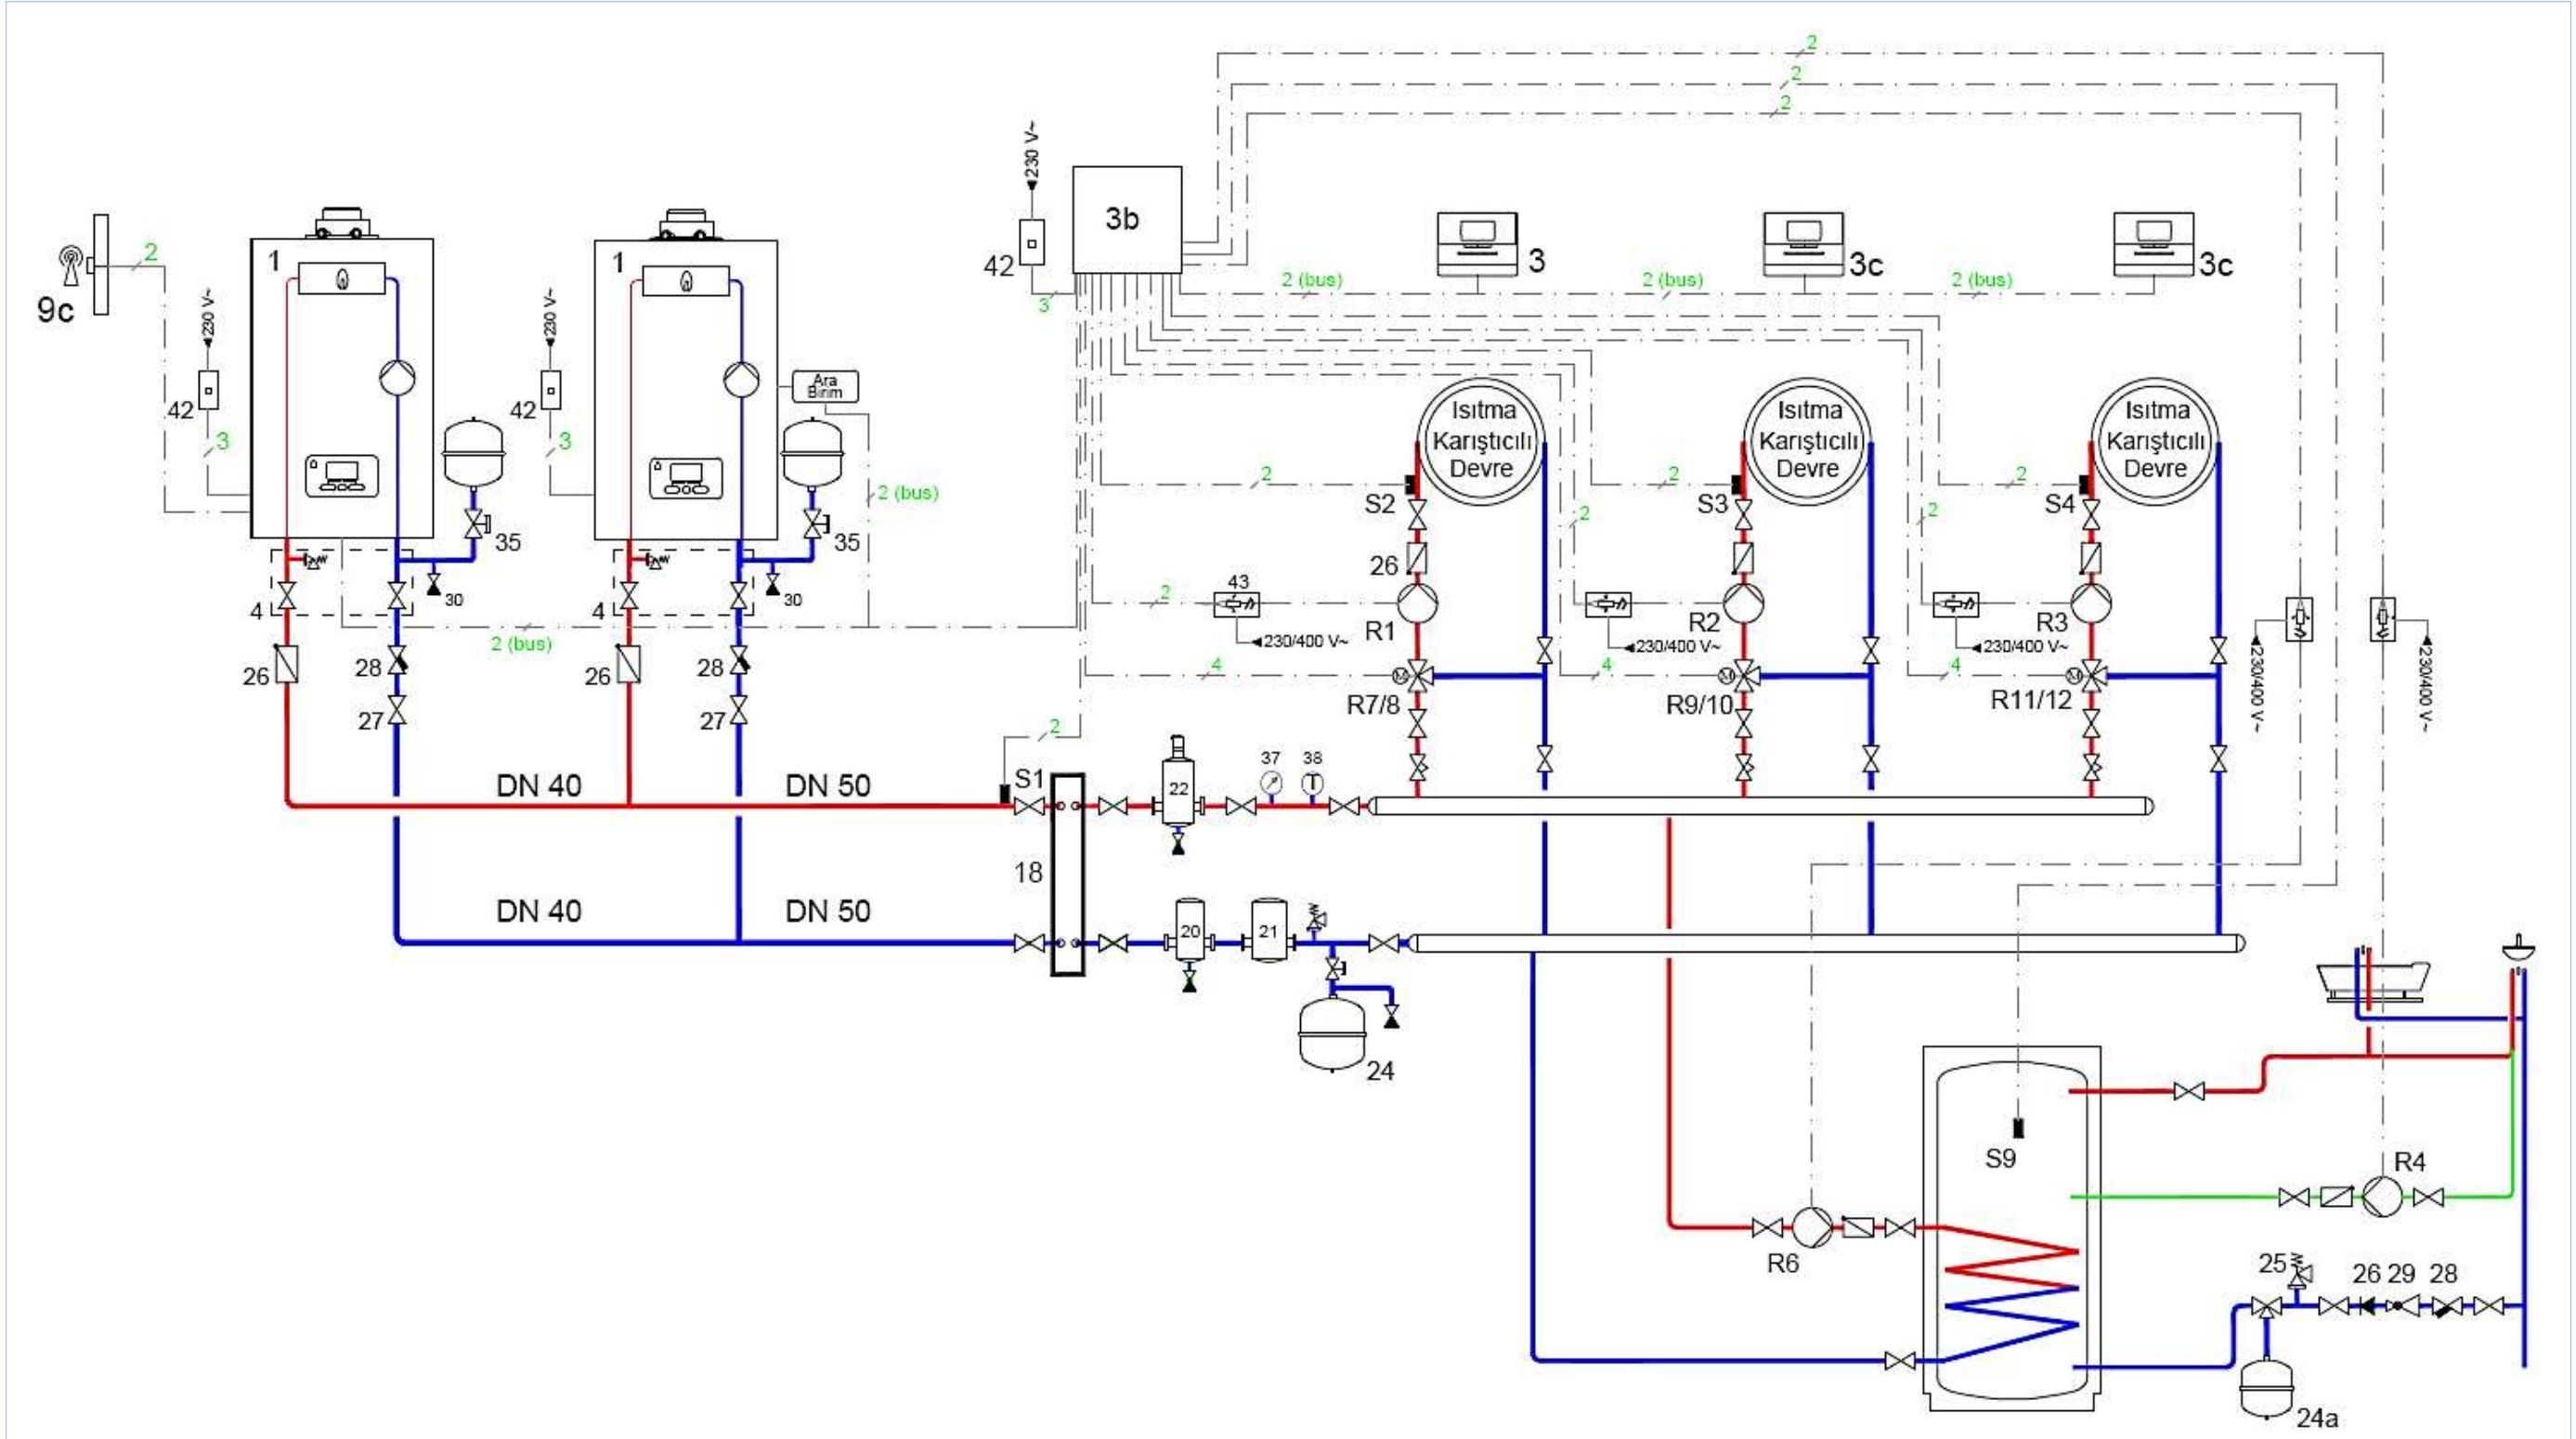 2
2
2
230 V~
3b
42
3
3
3c
3c
2 (bus)
2 (bus)
2 (bus)
9c
2
1
1
230 V~
230 V~
42
42
3
3
Ara
Birim
2 (bus)
35
35
30
30
4
4
2 (bus)
26
28
26
28
27
27
Isıtma
Karıştıcılı
Devre
Isıtma
Karıştıcılı
Devre
Isıtma
Karıştıcılı
Devre
2
S2
2
S3
2
S4
26
2
2
2
43
R1
R2
R3
230/400 V~
230/400 V~
230/400 V~
4
M
4
M
4
M
R7/8
R9/10
R11/12
230/400 V~
230/400 V~
2
S1
DN 40
DN 50
22
37
38
T
18
DN 40
DN 50
20
21
24
S9
R4
R6
25
26
29
28
24a